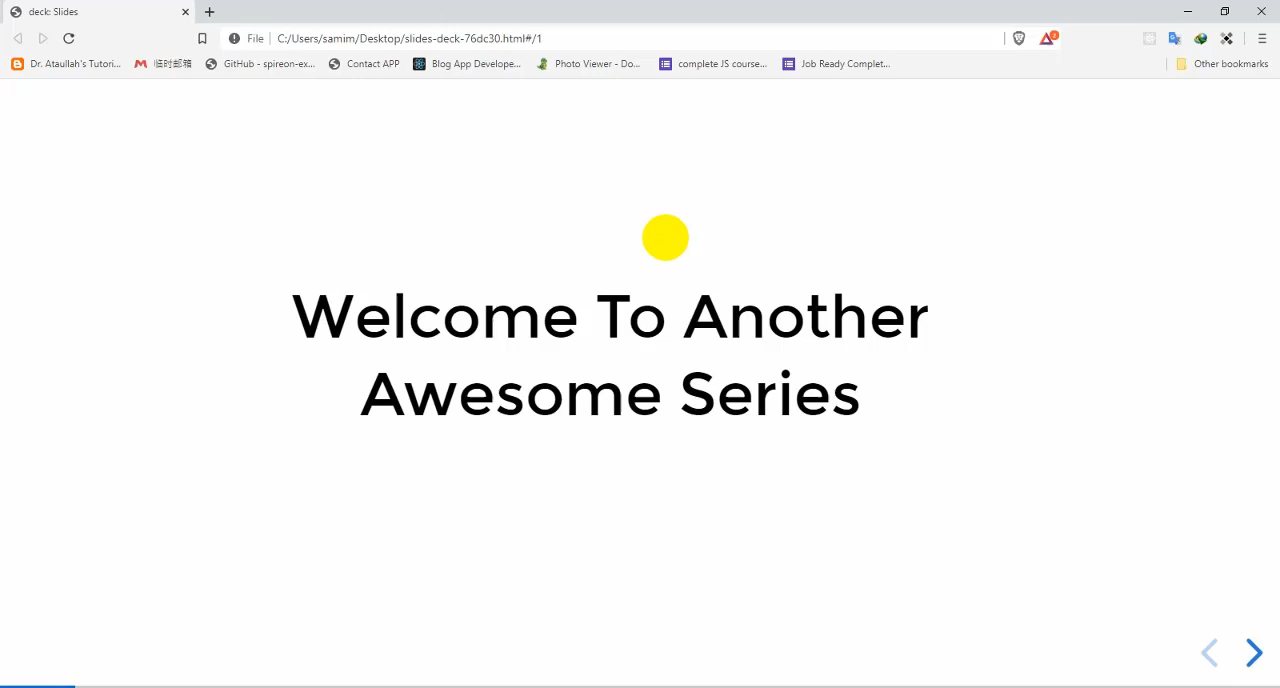 deck: Slides
File
C:/Users/samim/Desktop/slides-deck-76dc30.html#/1
2
Dr. Ataullah's Tutori...
临时邮箱
GitHub - spireon-ex...
Contact APP
Blog App Develope...
Photo Viewer - Do...
complete JS course...
Job Ready Complet...
Other bookmarks
Welcome To Another
Awesome Series